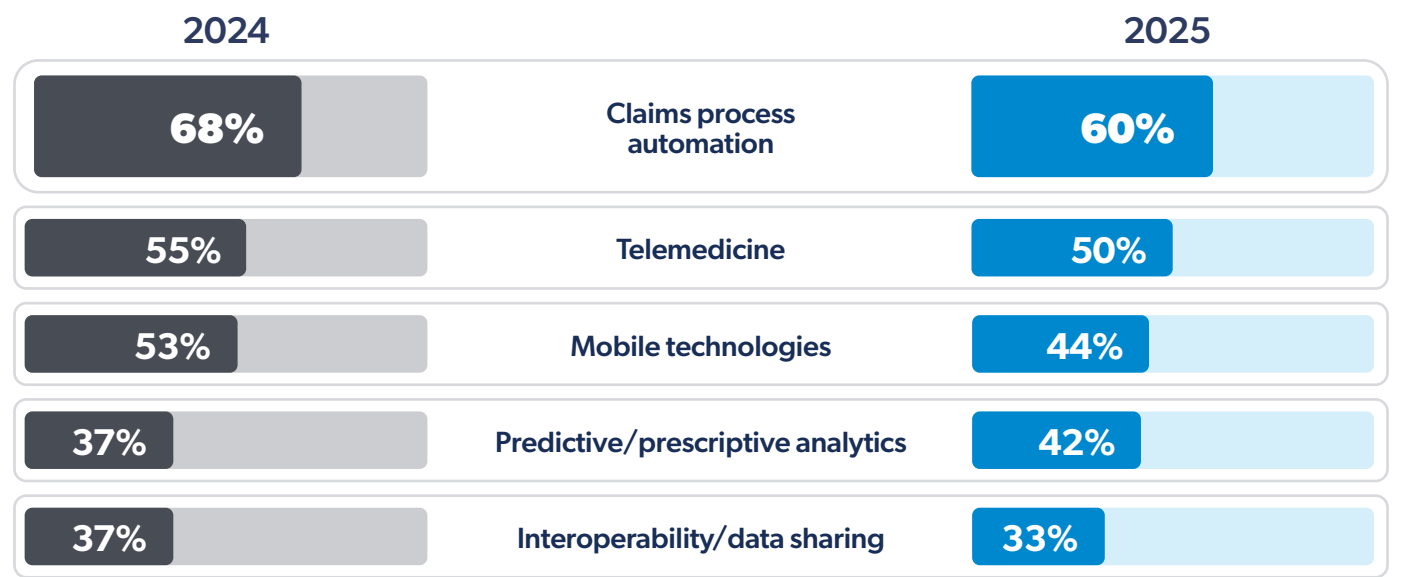 2024
2025
68%
Claims process
automation
60%
55%
Telemedicine
50%
53%
Mobile technologies
44%
37%
Predictive/prescriptive analytics
42%
37%
Interoperability/data sharing
33%